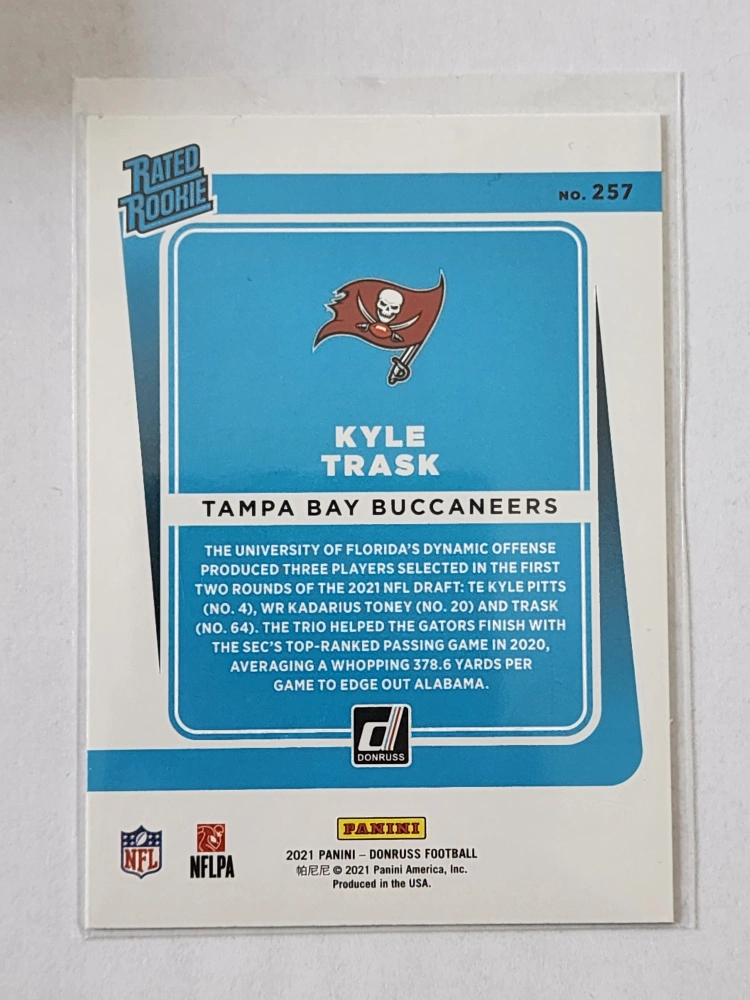 RATED
ROOKIE
NO. 257
KYLE
TRASK
TAMPA BAY BUCCANEERS
THE UNIVERSITY OF FLORIDA'S DYNAMIC OFFENSE
PRODUCED THREE PLAYERS SELECTED IN THE FIRST
TWO ROUNDS OF THE 2021 NFL DRAFT: TE KYLE PITTS
(NO. 4), WR KADARIUS TONEY (NO. 20) AND TRASK
(NO. 64). THE TRIO HELPED THE GATORS FINISH WITH
THE SEC'S TOP-RANKED PASSING GAME IN 2020,
AVERAGING A WHOPPING 378.6 YARDS PER
GAME TO EDGE OUT ALABAMA.
d
DONRUSS
NFL
NFLPA
PANINI
2021 PANINI – DONRUSS FOOTBALL
帕尼尼 © 2021 Panini America, Inc.
Produced in the USA.